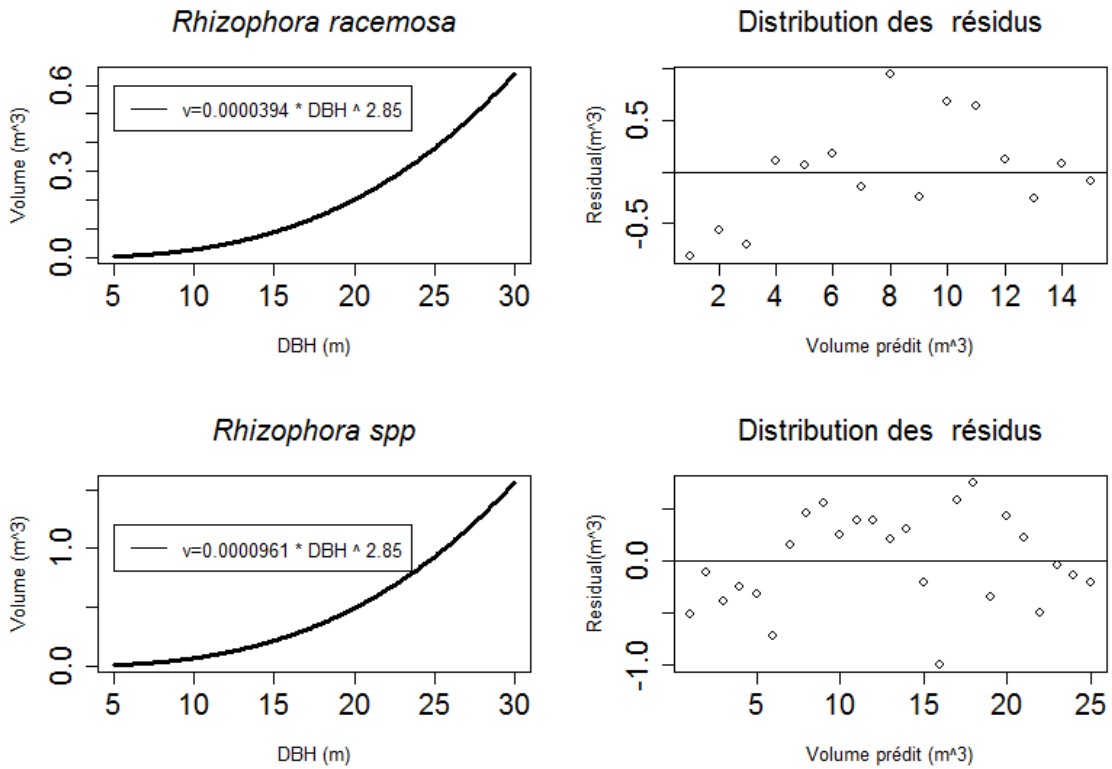 Rhizophora racemosa
Volume (m^3)
0.0 0.3 0.6
v=0.0000394 * DBH ^ 2.85
5 10 15 20 25 30
DBH (m)
Distribution des résidus
Residual(m^3)
-0.5 0.5
2 4 6 8 10 12 14
Volume prédit (m^3)
Rhizophora spp
Volume (m^3)
0.0 1.0
v=0.0000961 * DBH ^ 2.85
5 10 15 20 25 30
DBH (m)
Distribution des résidus
Residual(m^3)
-1.0 0.0
5 10 15 20 25
Volume prédit (m^3)